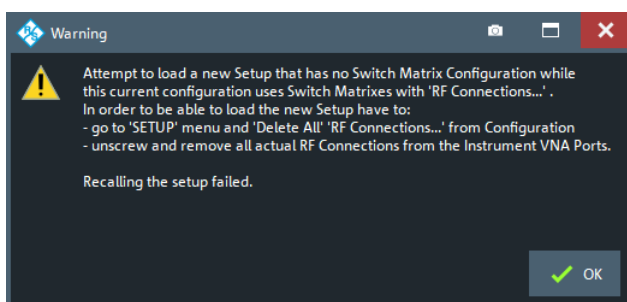 Warning
Attempt to load a new Setup that has no Switch Matrix Configuration while
this current configuration uses Switch Matrixes with 'RF Connections...' .
In order to be able to load the new Setup have to:
- go to 'SETUP' menu and 'Delete All' 'RF Connections...' from Configuration
- unscrew and remove all actual RF Connections from the Instrument VNA Ports.
Recalling the setup failed.
OK